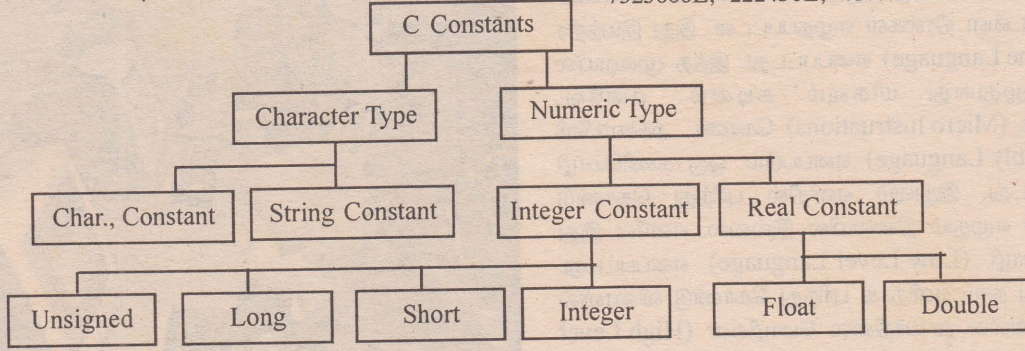 C Constants
Character Type
Numeric Type
Char., Constant
String Constant
Integer Constant
Real Constant
Unsigned
Long
Short
Integer
Float
Double